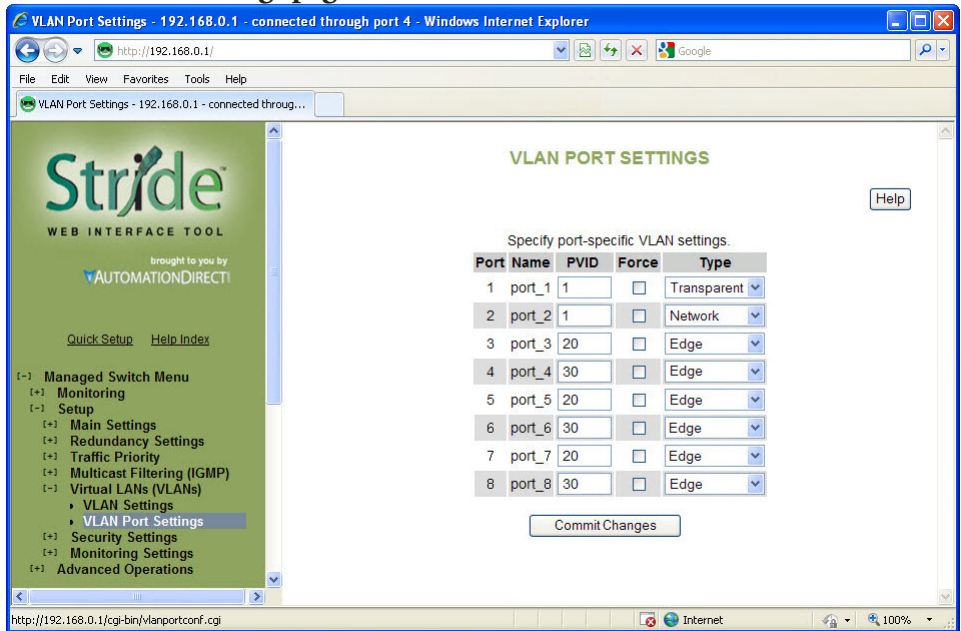 VLAN Port Settings - 192.168.0.1 - connected through port 4 - Windows Internet Explorer
http://192.168.0.1/
Google
File Edit View Favorites Tools Help
VLAN Port Settings - 192.168.0.1 - connected throug...
Stride™
WEB INTERFACE TOOL
brought to you by
AUTOMATIONDIRECT
Quick Setup Help Index
[-] Managed Switch Menu
[+] Monitoring
[-] Setup
[+] Main Settings
[+] Redundancy Settings
[+] Traffic Priority
[+] Multicast Filtering (IGMP)
[-] Virtual LANs (VLANs)
VLAN Settings
VLAN Port Settings
[+] Security Settings
[+] Monitoring Settings
[+] Advanced Operations
VLAN PORT SETTINGS
Help
Specify port-specific VLAN settings.
Port Name PVID Force Type
1 port_1 1 Transparent
2 port_2 1 Network
3 port_3 20 Edge
4 port_4 30 Edge
5 port_5 20 Edge
6 port_6 30 Edge
7 port_7 20 Edge
8 port_8 30 Edge
Commit Changes
http://192.168.0.1/cgi-bin/vlanportconf.cgi
Internet
100%